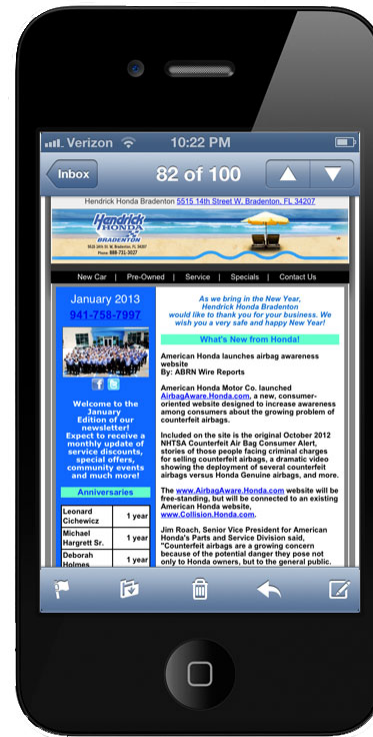 Verizon 10:22 PM
Inbox 82 of 100
Hendrick Honda Bradenton 5515 14th Street W, Bradenton, FL 34207
Hendrick
HONDA
BRADENTON
5515 14th St. W. Bradenton, FL 34207
Phone: 888-731-3027
New Car | Pre-Owned | Service | Specials | Contact Us
January 2013
941-758-7997
Welcome to the
January
Edition of our
newsletter!
Expect to receive a
monthly update of
service discounts,
special offers,
community events
and much more!
Anniversaries
Leonard
Cichewicz 1 year
Michael
Hargrett Sr. 1 year
Deborah
Holmes 1 year
As we bring in the New Year,
Hendrick Honda Bradenton
would like to thank you for your business. We
wish you a very safe and happy New Year!
What's New from Honda!
American Honda launches airbag awareness
website
By: ABRN Wire Reports
American Honda Motor Co. launched
AirbagAware.Honda.com, a new, consumer-
oriented website designed to increase awareness
among consumers about the growing problem of
counterfeit airbags.
Included on the site is the original October 2012
NHTSA Counterfeit Air Bag Consumer Alert,
stories of those people facing criminal charges
for selling counterfeit airbags, a dramatic video
showing the deployment of several counterfeit
airbags versus Honda Genuine airbags, and more.
The www.AirbagAware.Honda.com website will be
free-standing, but will be connected to an existing
American Honda website,
www.Collision.Honda.com.
Jim Roach, Senior Vice President for American
Honda's Parts and Service Division said,
"Counterfeit airbags are a growing concern
because of the potential danger they pose not
only to Honda owners, but to the general public.